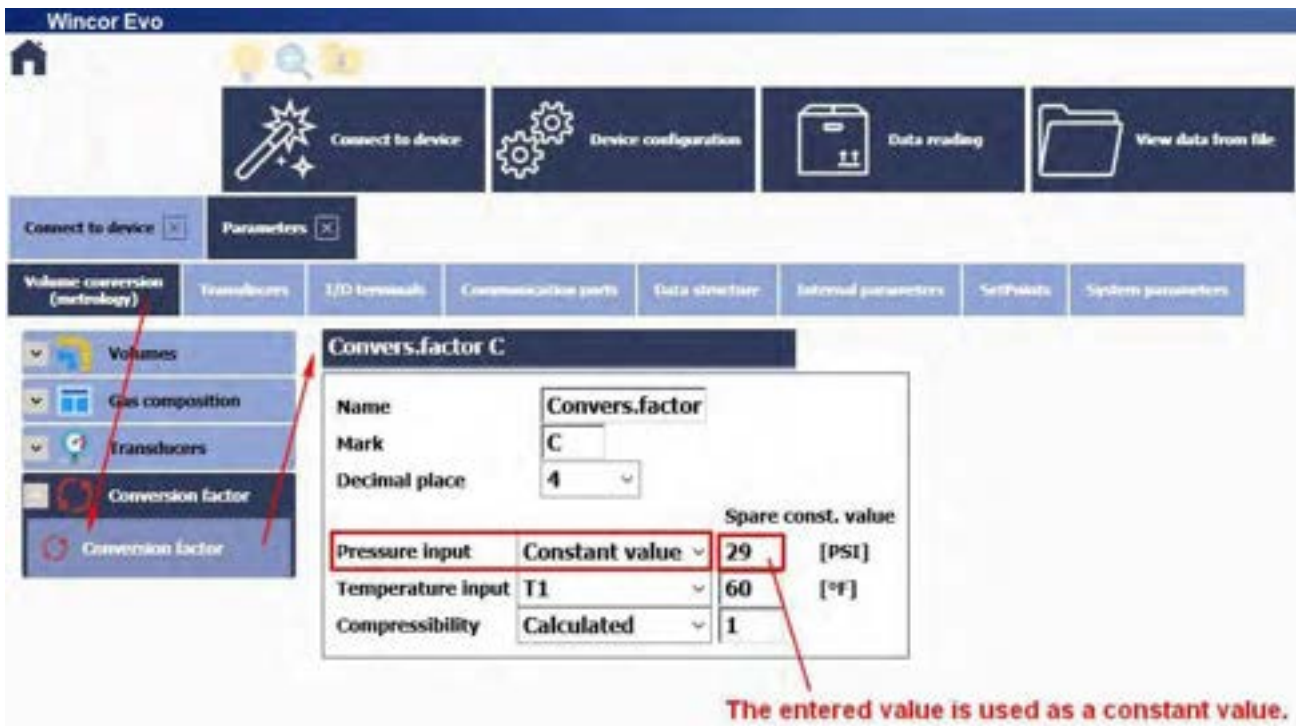 Wincor Evo
Connect to device
Device configuration
Data reading
View data from file
Connect to device
Parameters
Volume conversion
(metrology)
Transducers
I/O terminals
Communication ports
Data structure
Internal parameters
SetPoints
System parameters
Volumes
Gas composition
Transducers
Conversion factor
Conversion factor
Convers.factor C
Name Convers.factor
Mark C
Decimal place 4
Spare const. value
Pressure input Constant value 29 [PSI]
Temperature input T1 60 [°F]
Compressibility Calculated 1
The entered value is used as a constant value.